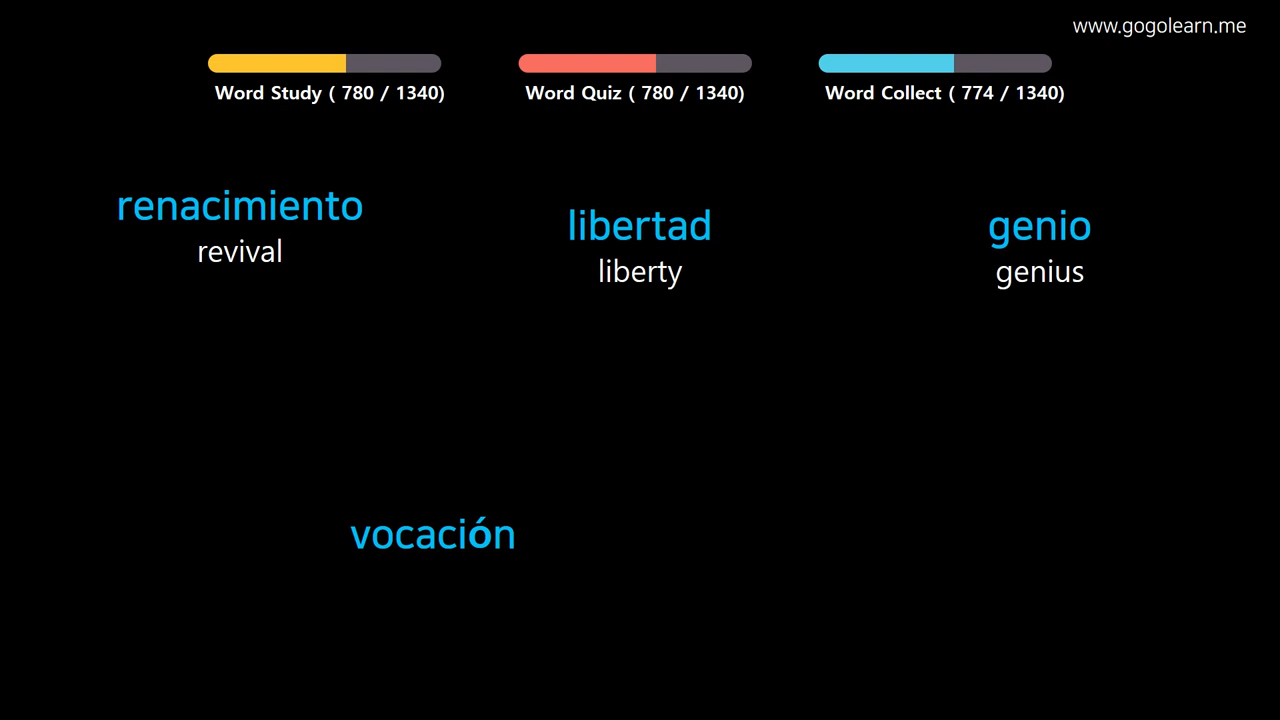 www.gogolearn.me
Word Study ( 780 / 1340)
Word Quiz ( 780 / 1340)
Word Collect ( 774 / 1340)
renacimiento
revival
libertad
liberty
genio
genius
vocación